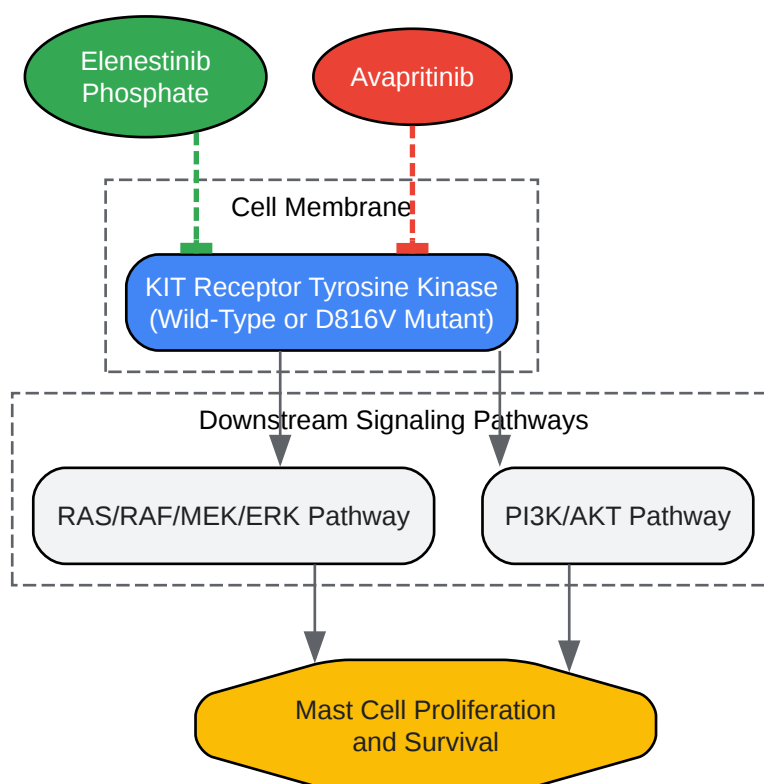 Elenestinib
Phosphate
Avapritinib
Cell Membrane
KIT Receptor Tyrosine Kinase
(Wild-Type or D816V Mutant)
Downstream Signaling Pathways
RAS/RAF/MEK/ERK Pathway
PI3K/AKT Pathway
Mast Cell Proliferation
and Survival